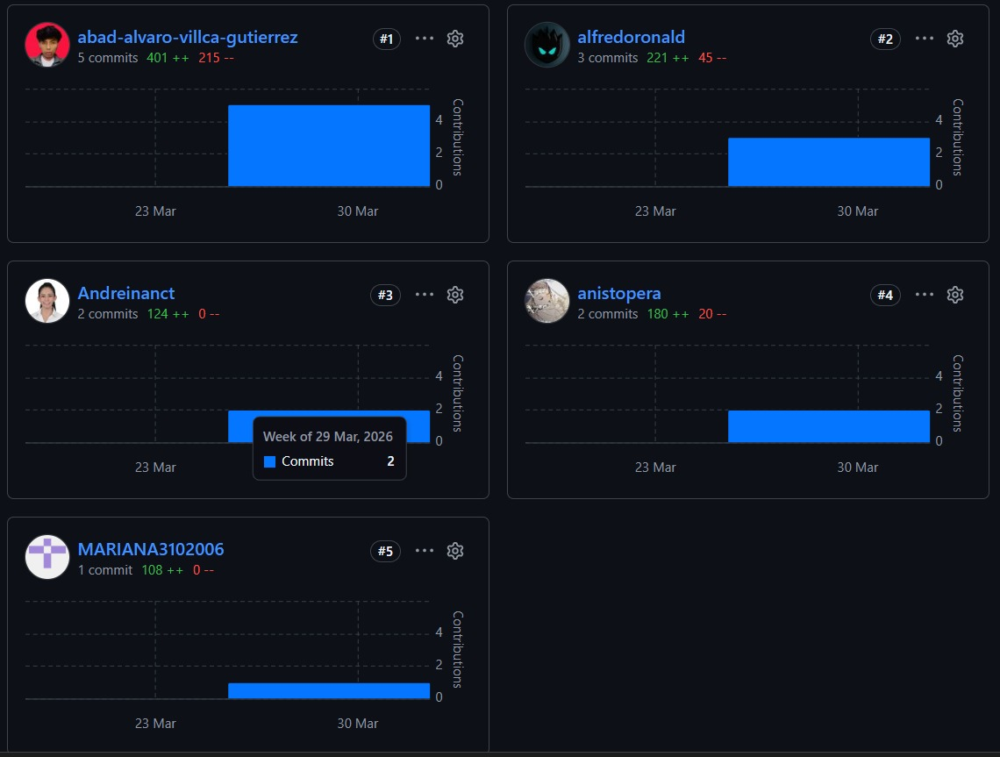 abad-alvaro-villca-gutierrez
#1
5 commits 401 ++ 215 --
4
2
0
Contributions
23 Mar
30 Mar
alfredoronald
#2
3 commits 221 ++ 45 --
4
2
0
Contributions
23 Mar
30 Mar
Andreinanct
#3
2 commits 124 ++ 0 --
4
2
0
Contributions
23 Mar
Week of 29 Mar, 2026
Commits 2
anistopera
#4
2 commits 180 ++ 20 --
4
2
0
Contributions
23 Mar
30 Mar
MARIANA3102006
#5
1 commit 108 ++ 0 --
4
2
0
Contributions
23 Mar
30 Mar